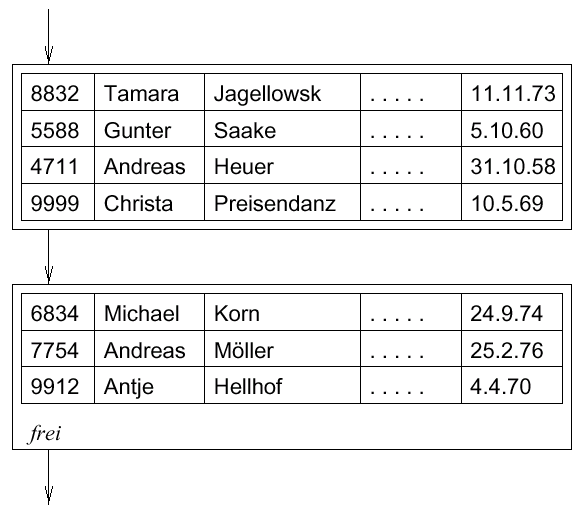 8832 Tamara Jagellowsk . . . . . 11.11.73
5588 Gunter Saake . . . . . 5.10.60
4711 Andreas Heuer . . . . . 31.10.58
9999 Christa Preisendanz . . . . . 10.5.69
6834 Michael Korn . . . . . 24.9.74
7754 Andreas Möller . . . . . 25.2.76
9912 Antje Hellhof . . . . . 4.4.70
frei